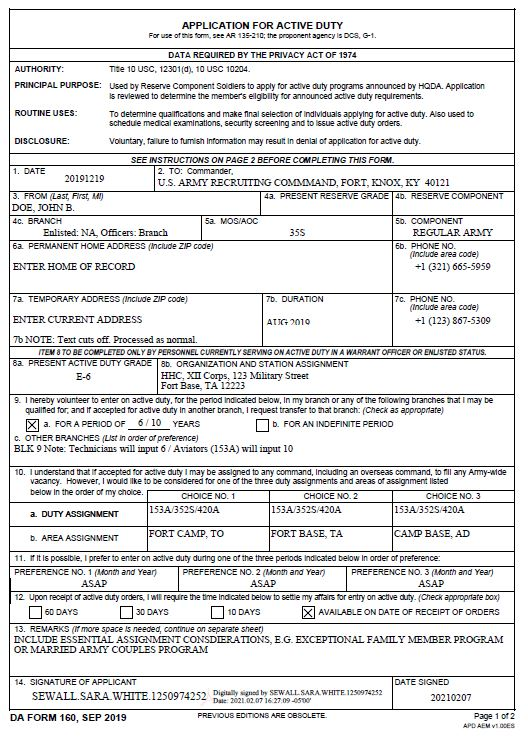 APPLICATION FOR ACTIVE DUTY
For use of this form, see AR 135-210; the proponent agency is DCS, G-1.
DATA REQUIRED BY THE PRIVACY ACT OF 1974
AUTHORITY: Title 10 USC, 12301(d), 10 USC 10204.
PRINCIPAL PURPOSE: Used by Reserve Component Soldiers to apply for active duty programs announced by HQDA. Application
is reviewed to determine the member's eligibility for announced active duty requirements.
ROUTINE USES: To determine qualifications and make final selection of individuals applying for active duty. Also used to
schedule medical examinations, security screening and to issue active duty orders.
DISCLOSURE: Voluntary, failure to furnish information may result in denial of application for active duty.
SEE INSTRUCTIONS ON PAGE 2 BEFORE COMPLETING THIS FORM.
1. DATE 2. TO: Commander,
20191219 U.S. ARMY RECRUITING COMMMAND, FORT, KNOX, KY 40121
3. FROM (Last, First, MI) 4a. PRESENT RESERVE GRADE 4b. RESERVE COMPONENT
DOE, JOHN B.
4c. BRANCH 5a. MOS/AOC 5b. COMPONENT
Enlisted: NA, Officers: Branch 35S REGULAR ARMY
6a. PERMANENT HOME ADDRESS (Include ZIP code) 6b. PHONE NO.
(Include area code)
ENTER HOME OF RECORD +1 (321) 665-5959
7a. TEMPORARY ADDRESS (Include ZIP code) 7b. DURATION 7c. PHONE NO.
(Include area code)
ENTER CURRENT ADDRESS AUG 2019 +1 (123) 867-5309
7b NOTE: Text cuts off. Processed as normal.
ITEM 8 TO BE COMPLETED ONLY BY PERSONNEL CURRENTLY SERVING ON ACTIVE DUTY IN A WARRANT OFFICER OR ENLISTED STATUS.
8a. PRESENT ACTIVE DUTY GRADE 8b. ORGANIZATION AND STATION ASSIGNMENT
E-6 HHC, XII Corps, 123 Military Street
Fort Base, TA 12223
9. I hereby volunteer to enter on active duty, for the period indicated below, in my branch or any of the following branches that I may be
qualified for; and if accepted for active duty in another branch, I request transfer to that branch: (Check as appropriate)
a. FOR A PERIOD OF 6 / 10 YEARS b. FOR AN INDEFINITE PERIOD
c. OTHER BRANCHES (List in order of preference)
BLK 9 Note: Technicians will input 6 / Aviators (153A) will input 10
10. I understand that if accepted for active duty I may be assigned to any command, including an overseas command, to fill any Army-wide
vacancy. However, I would like to be considered for one of the three duty assignments and areas of assignment listed
below in the order of my choice. CHOICE NO. 1 CHOICE NO. 2 CHOICE NO. 3
a. DUTY ASSIGNMENT 153A/352S/420A 153A/352S/420A 153A/352S/420A
b. AREA ASSIGNMENT FORT CAMP, TO FORT BASE, TA CAMP BASE, AD
11. If it is possible, I prefer to enter on active duty during one of the three periods indicated below in order of preference:
PREFERENCE NO. 1 (Month and Year) PREFERENCE NO. 2 (Month and Year) PREFERENCE NO. 3 (Month and Year)
ASAP ASAP ASAP
12. Upon receipt of active duty orders, I will require the time indicated below to settle my affairs for entry on active duty. (Check appropriate box)
60 DAYS 30 DAYS 10 DAYS AVAILABLE ON DATE OF RECEIPT OF ORDERS
13. REMARKS (If more space is needed, continue on separate sheet)
INCLUDE ESSENTIAL ASSIGNMENT CONSDIERATIONS, E.G. EXCEPTIONAL FAMILY MEMBER PROGRAM
OR MARRIED ARMY COUPLES PROGRAM
14. SIGNATURE OF APPLICANT DATE SIGNED
SEWALL.SARA.WHITE.1250974252 Digitally signed by SEWALL.SARA.WHITE.1250974252
Date: 2021.02.07 16:27:09 -05'00' 20210207
DA FORM 160, SEP 2019 PREVIOUS EDITIONS ARE OBSOLETE. Page 1 of 2
APD AEM v1.00ES